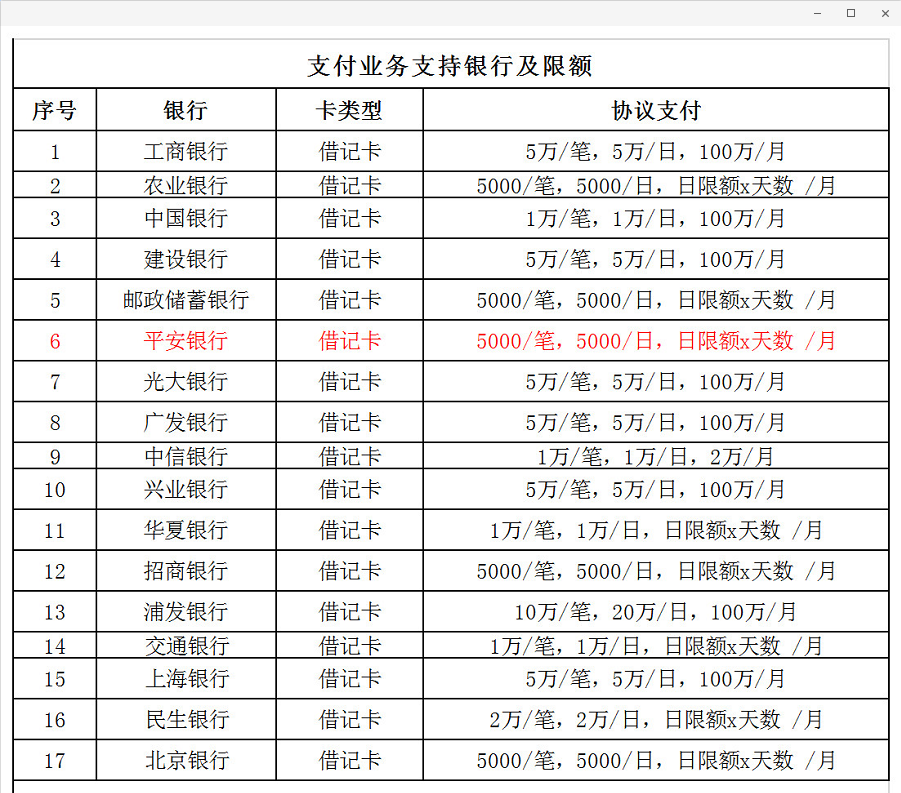 支付业务支持银行及限额
序号 银行 卡类型 协议支付
1 工商银行 借记卡 5万/笔，5万/日，100万/月
2 农业银行 借记卡 5000/笔，5000/日，日限额x天数 /月
3 中国银行 借记卡 1万/笔，1万/日，100万/月
4 建设银行 借记卡 5万/笔，5万/日，100万/月
5 邮政储蓄银行 借记卡 5000/笔，5000/日，日限额x天数 /月
6 平安银行 借记卡 5000/笔，5000/日，日限额x天数 /月
7 光大银行 借记卡 5万/笔，5万/日，100万/月
8 广发银行 借记卡 5万/笔，5万/日，100万/月
9 中信银行 借记卡 1万/笔，1万/日，2万/月
10 兴业银行 借记卡 5万/笔，5万/日，100万/月
11 华夏银行 借记卡 1万/笔，1万/日，日限额x天数 /月
12 招商银行 借记卡 5000/笔，5000/日，日限额x天数 /月
13 浦发银行 借记卡 10万/笔，20万/日，100万/月
14 交通银行 借记卡 1万/笔，1万/日，日限额x天数 /月
15 上海银行 借记卡 5万/笔，5万/日，100万/月
16 民生银行 借记卡 2万/笔，2万/日，日限额x天数 /月
17 北京银行 借记卡 5000/笔，5000/日，日限额x天数 /月